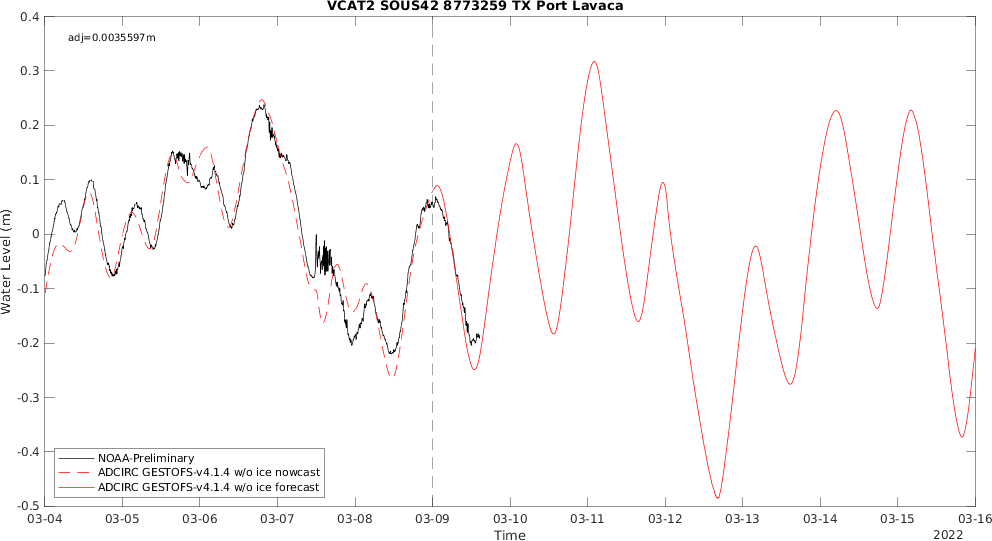 VCAT2 SOUS42 8773259 TX Port Lavaca
adj=0.0035597m
0.4
0.3
0.2
0.1
0
-0.1
-0.2
-0.3
-0.4
-0.5
Water Level (m)
NOAA-Preliminary
ADCIRC GESTOFS-v4.1.4 w/o ice nowcast
ADCIRC GESTOFS-v4.1.4 w/o ice forecast
03-04 03-05 03-06 03-07 03-08 03-09 03-10 03-11 03-12 03-13 03-14 03-15 03-16
Time
2022